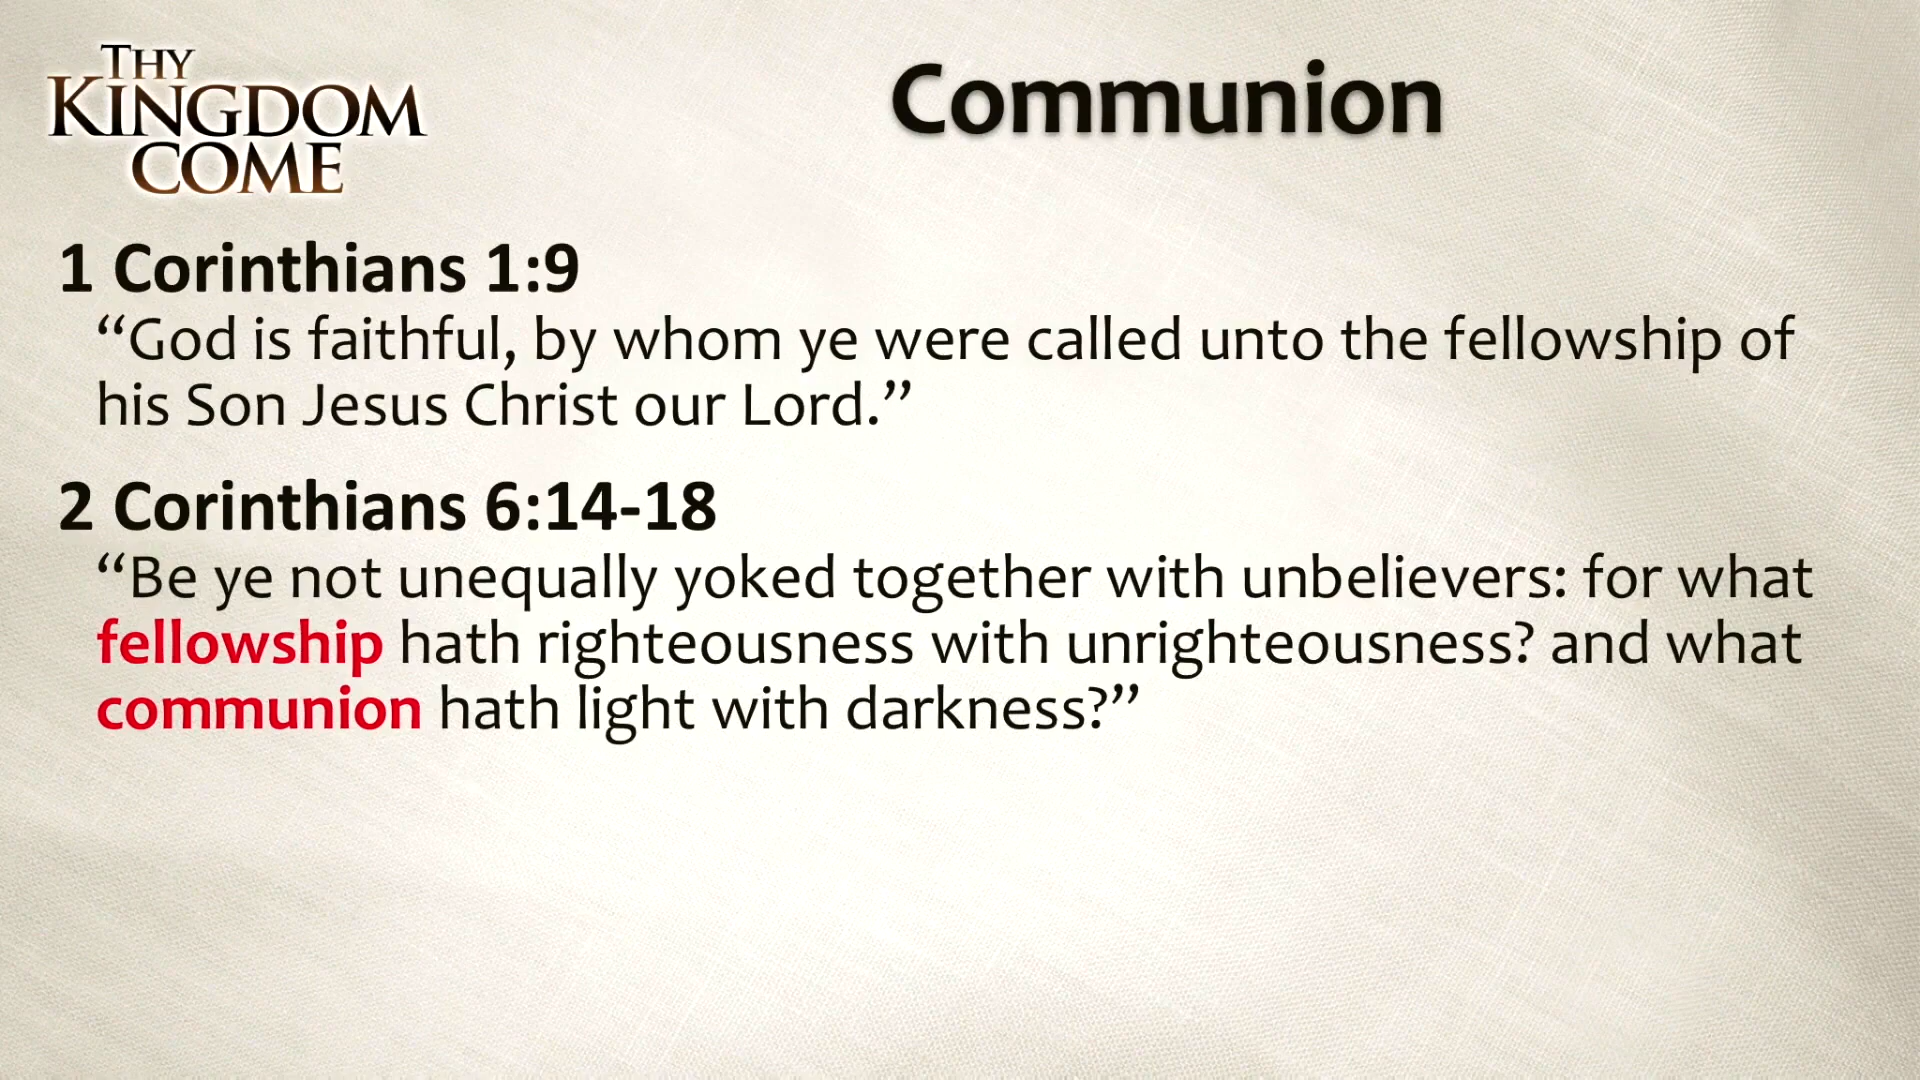 THY
KINGDOM
COME
Communion
1 Corinthians 1:9
“God is faithful, by whom ye were called unto the fellowship of
his Son Jesus Christ our Lord.”
2 Corinthians 6:14-18
“Be ye not unequally yoked together with unbelievers: for what
fellowship hath righteousness with unrighteousness? and what
communion hath light with darkness?”